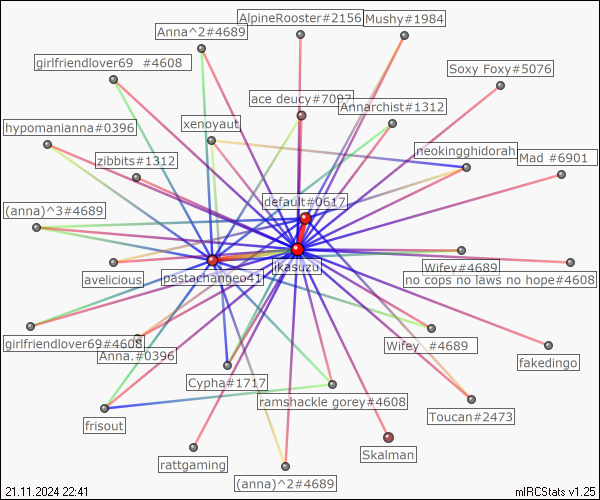 AlpineRooster#2156
Mushy#1984
Anna^2#4689
girlfriendlover69 #4608
Soxy Foxy#5076
ace deucy#7097
Annarchist#1312
hypomanianna#0396
xenoyaut
neokingghidorah
Mad #6901
zibbits#1312
default#0617
(anna)^3#4689
ikasuzu
Wifey#4689
avelicious
pastachangeo41
no cops no laws no hope#4608
girlfriendlover69#4608
Wifey #4689
Anna.#0396
fakedingo
Cypha#1717
ramshackle gorey#4608
Toucan#2473
frisout
Skalman
rattgaming
(anna)^2#4689
21.11.2024 22:41
mIRCStats v1.25